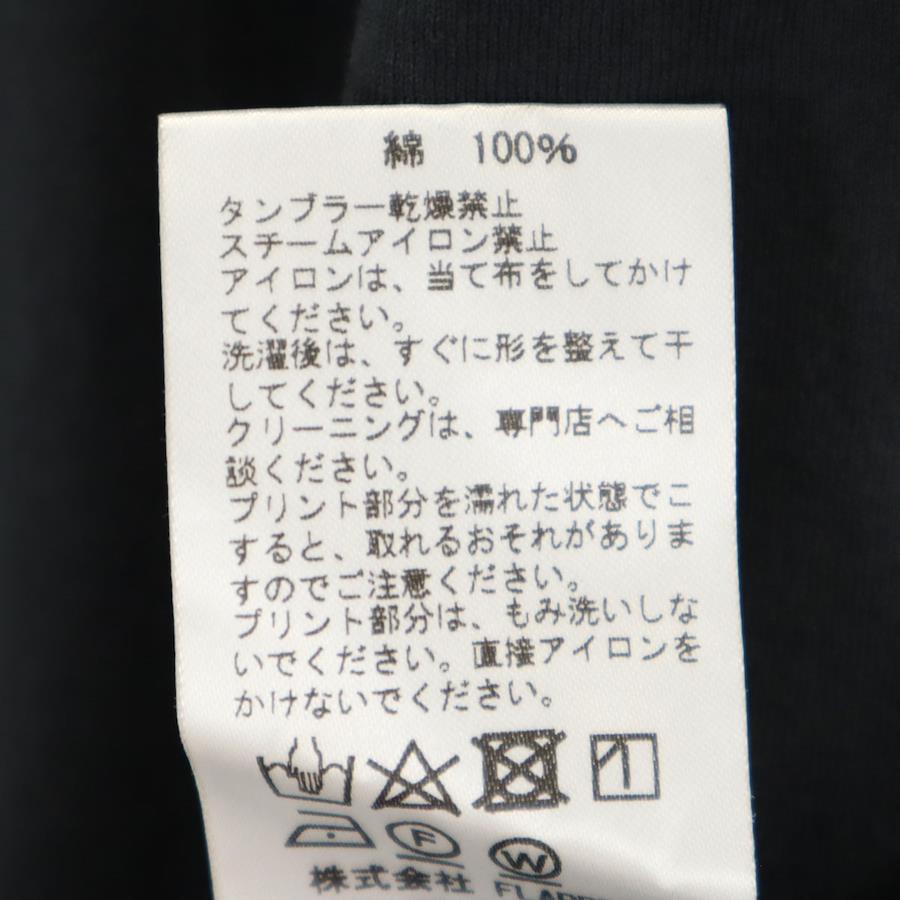 綿 100%
タンブラー乾燥禁止
スチームアイロン禁止
アイロンは、当て布をしてかけ
てください。
洗濯後は、すぐに形を整えて干
してください。
クリーニングは、専門店へご相
談ください。
プリント部分を濡れた状態でこ
すると、取れるおそれがありま
すのでご注意ください。
プリント部分は、もみ洗いしな
いでください。直接アイロンを
かけないでください。
F
W
株式会社